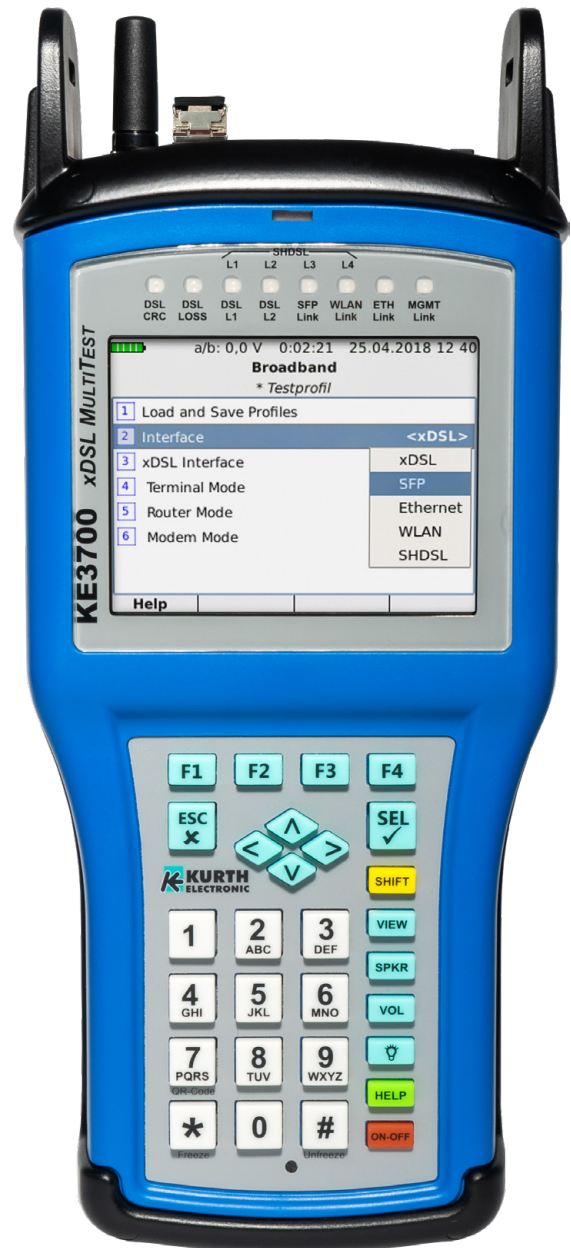 SHDSL
L1 L2 L3 L4
DSL CRC DSL LOSS DSL L1 DSL L2 SFP Link WLAN Link ETH Link MGMT Link
KE3700 xDSL MULTITEST
a/b: 0,0 V 0:02:21 25.04.2018 12 40
Broadband
* Testprofil
1 Load and Save Profiles
2 Interface <xDSL>
3 xDSL Interface
4 Terminal Mode
5 Router Mode
6 Modem Mode
xDSL
SFP
Ethernet
WLAN
SHDSL
Help
F1 F2 F3 F4
ESC SEL
KURTH
ELECTRONIC
SHIFT
1 2 ABC 3 DEF VIEW
SPKR
4 GHI 5 JKL 6 MNO VOL
7 PQRS 8 TUV 9 WXYZ
QR-Code
HELP
* 0 # ON-OFF
Freeze Unfreeze